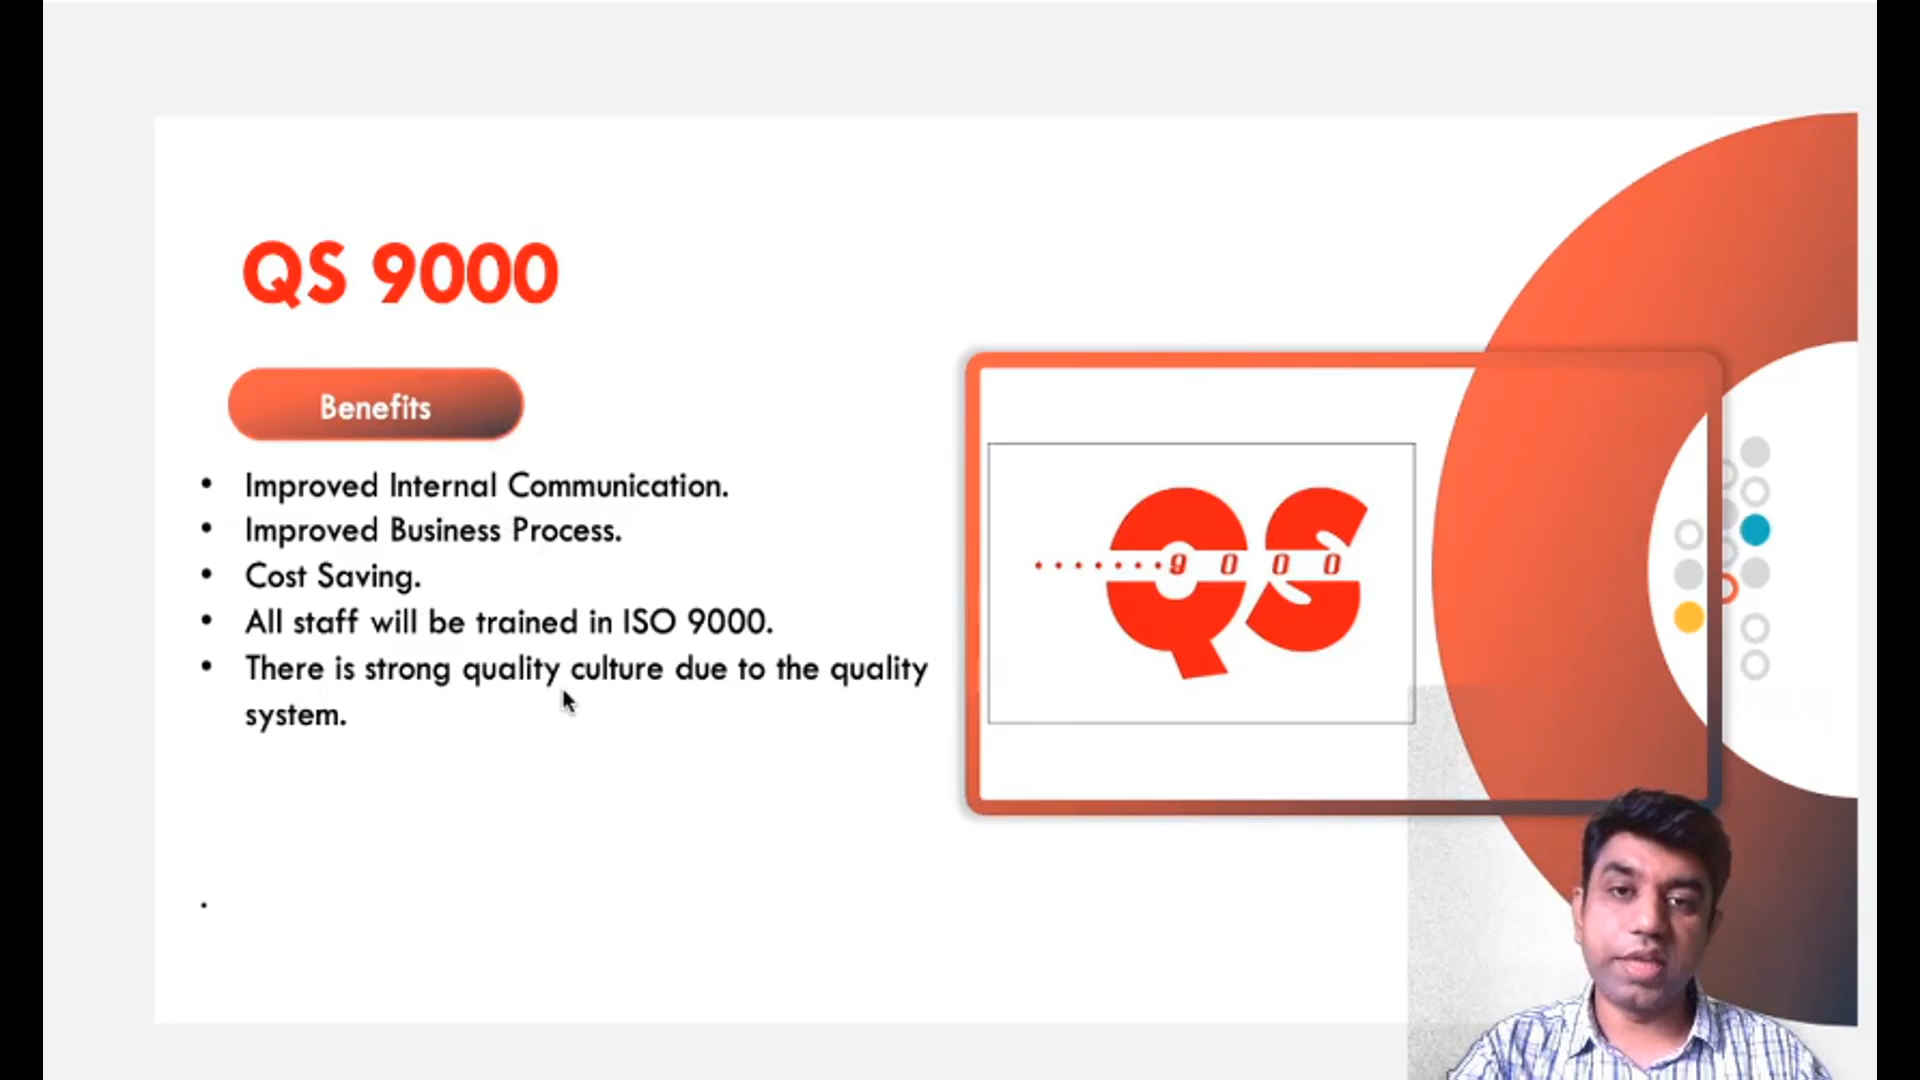 QS 9000
Benefits
• Improved Internal Communication.
• Improved Business Process.
• Cost Saving.
• All staff will be trained in ISO 9000.
• There is strong quality culture due to the quality
system.
.
QS
9 0 0 0